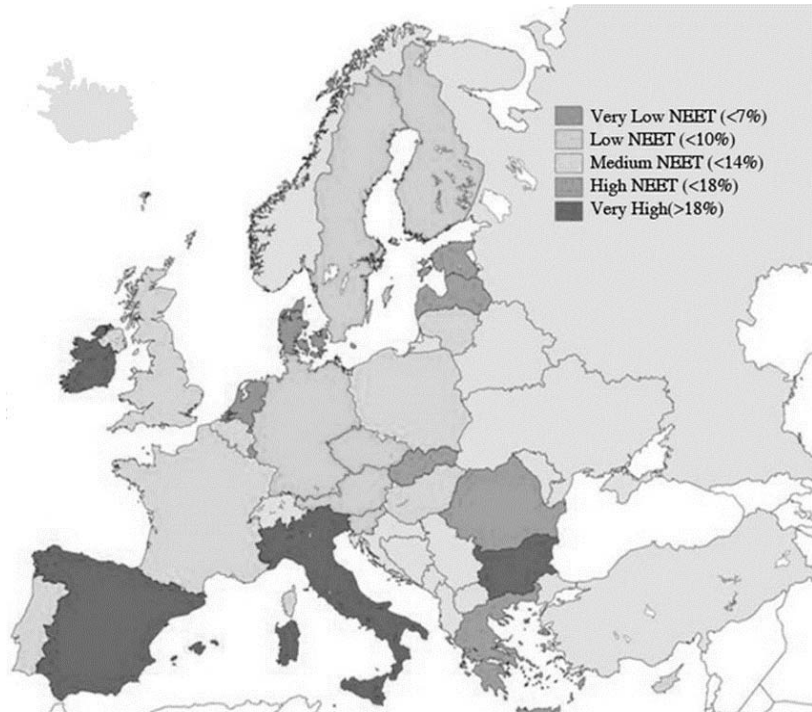 Very Low NEET (<7%)
Low NEET (<10%)
Medium NEET (<14%)
High NEET (<18%)
Very High(>18%)